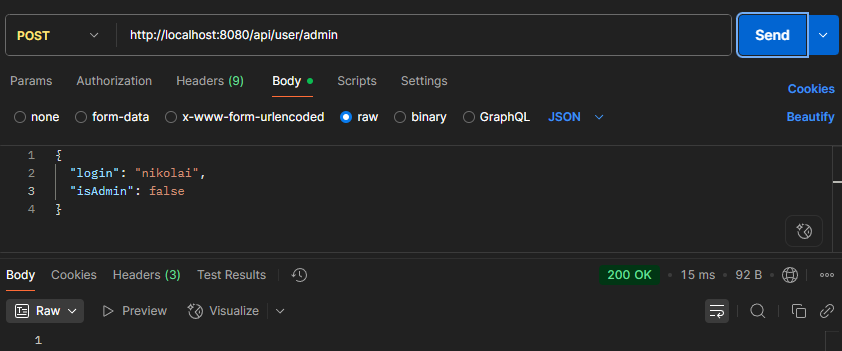 POST http://localhost:8080/api/user/admin Send
Params Authorization Headers (9) Body Scripts Settings Cookies
none form-data x-www-form-urlencoded raw binary GraphQL JSON Beautify
1 {
2 "login": "nikolai",
3 "isAdmin": false
4 }
Body Cookies Headers (3) Test Results 200 OK 15 ms 92 B
Raw Preview Visualize
1